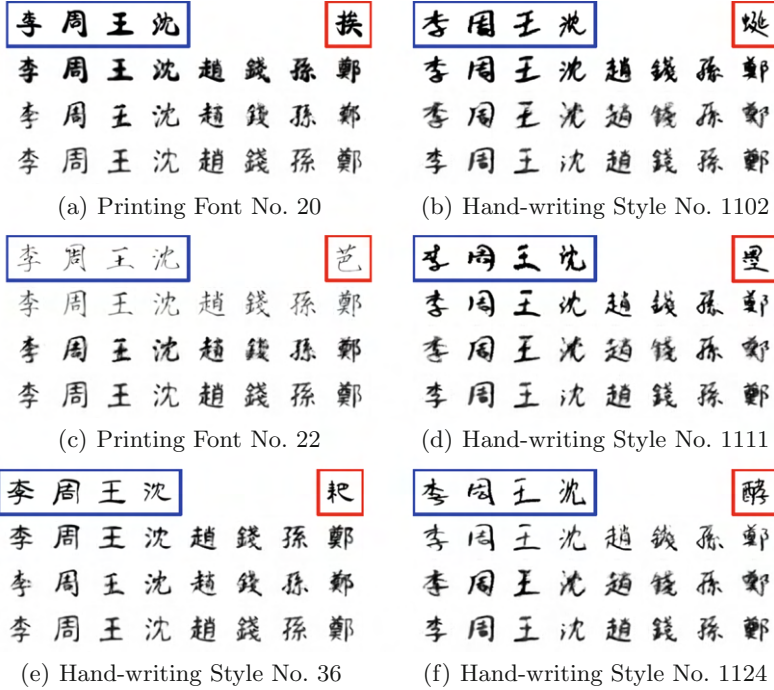 李 周 王 沈 挨
李 周 王 沈 趙 錢 孫 鄭
李 周 王 沈 趙 錢 孫 鄭
李 周 王 沈 趙 錢 孫 鄭
(a) Printing Font No. 20
李 周 王 沈 蜒
李 周 王 沈 趙 錢 孫 鄭
李 周 王 沈 趙 錢 孫 鄭
李 周 王 沈 趙 錢 孫 鄭
(b) Hand-writing Style No. 1102
李 周 王 沈 芭
李 周 王 沈 趙 錢 孫 鄭
李 周 王 沈 趙 錢 孫 鄭
李 周 王 沈 趙 錢 孫 鄭
(c) Printing Font No. 22
李 周 王 沈
李 周 王 沈 趙 錢 孫 鄭
李 周 王 沈 趙 錢 孫 鄭
李 周 王 沈 趙 錢 孫 鄭
(d) Hand-writing Style No. 1111
李 周 王 沈 耙
李 周 王 沈 趙 錢 孫 鄭
李 周 王 沈 趙 錢 孫 鄭
李 周 王 沈 趙 錢 孫 鄭
(e) Hand-writing Style No. 36
李 周 王 沈 酵
李 周 王 沈 趙 錢 孫 鄭
李 周 王 沈 趙 錢 孫 鄭
李 周 王 沈 趙 錢 孫 鄭
(f) Hand-writing Style No. 1124